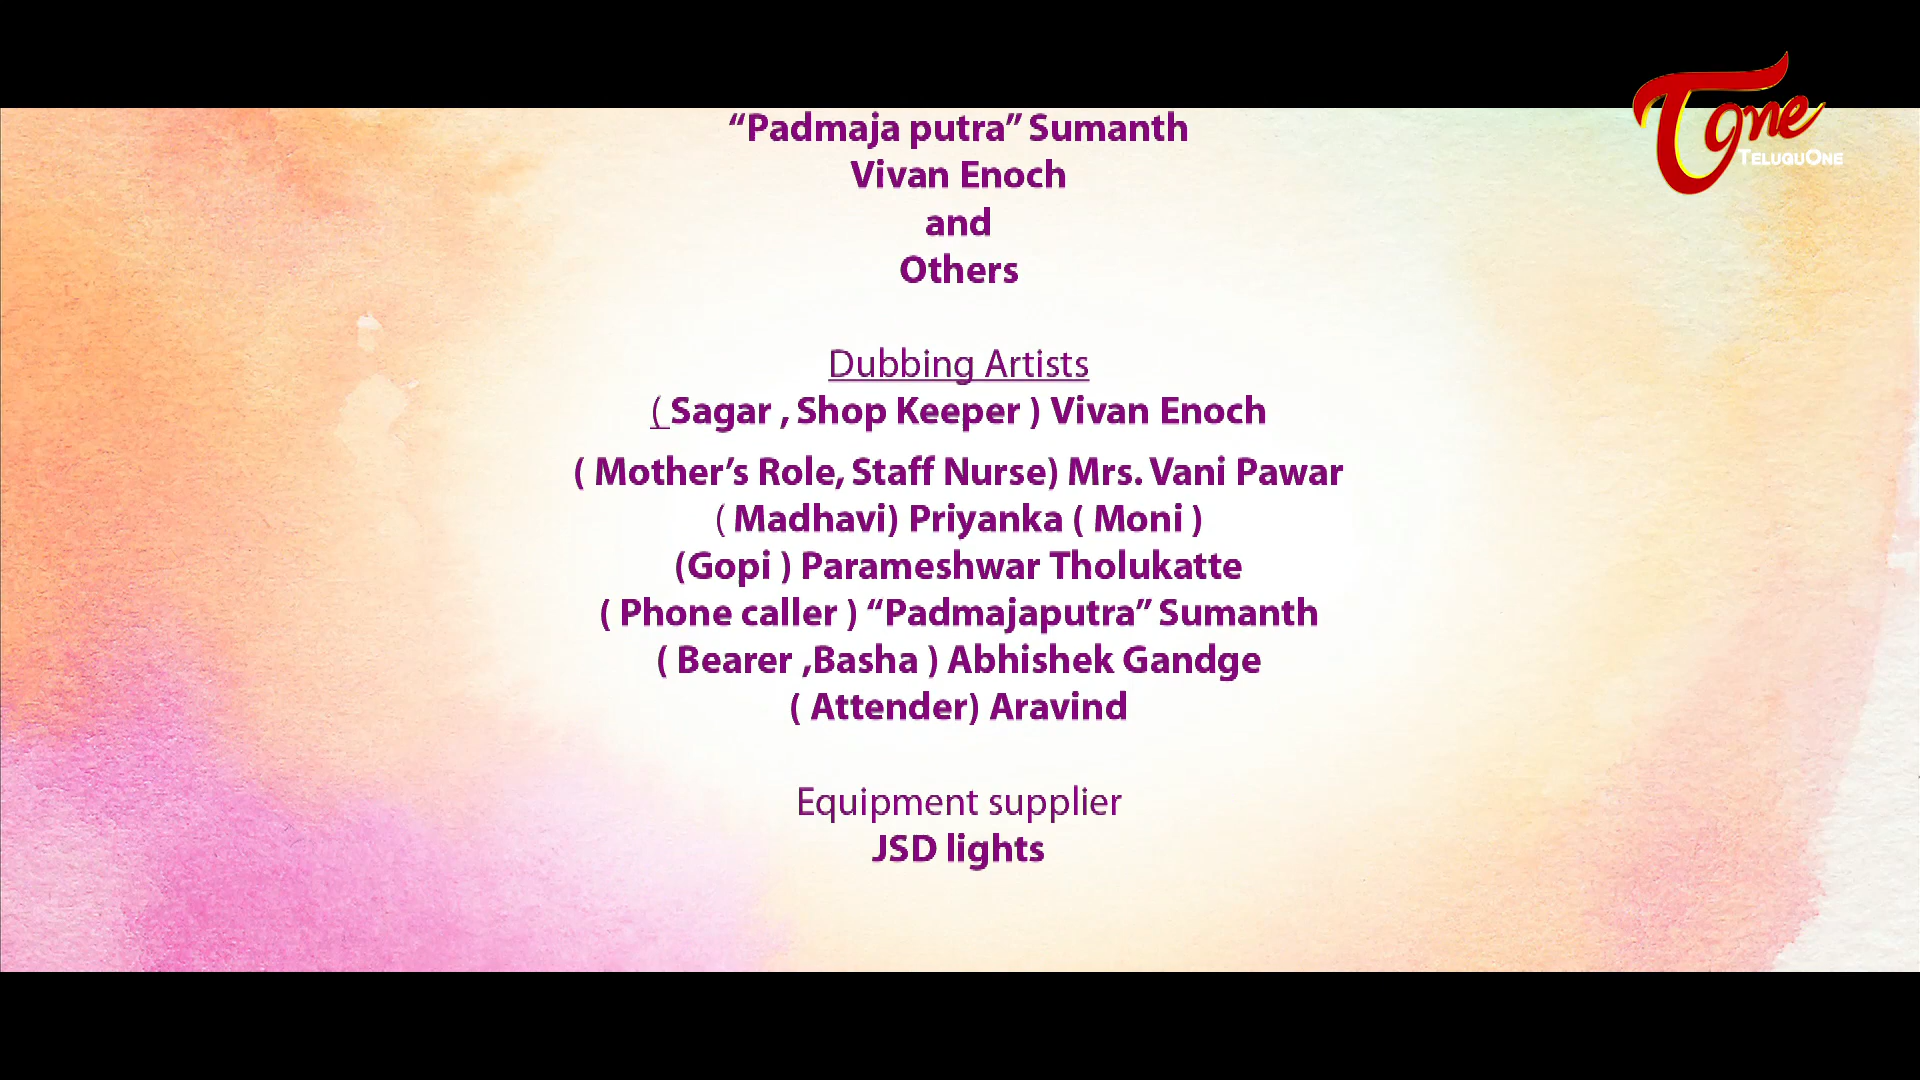 “Padmaja putra” Sumanth
Vivan Enoch
and
Others
Dubbing Artists
( Sagar , Shop Keeper ) Vivan Enoch
( Mother’s Role, Staff Nurse) Mrs. Vani Pawar
( Madhavi) Priyanka ( Moni )
(Gopi ) Parameshwar Tholukatte
( Phone caller ) “Padmajaputra” Sumanth
( Bearer ,Basha ) Abhishek Gandge
( Attender) Aravind
Equipment supplier
JSD lights
Tone
TELUGUONE